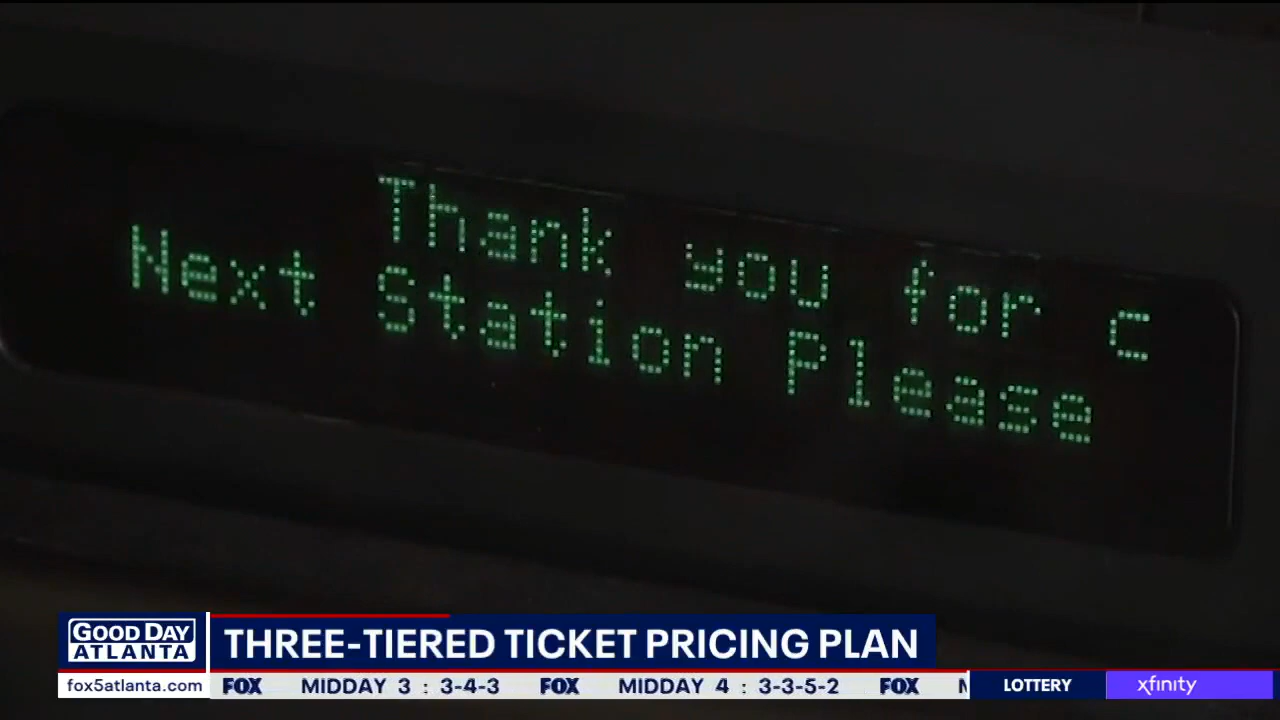 Thank you for C
Next Station Please
GOOD DAY
ATLANTA
THREE-TIERED TICKET PRICING PLAN
fox5atlanta.com
FOX MIDDAY 3 : 3-4-3 FOX MIDDAY 4 : 3-3-5-2 FOX
LOTTERY
xfinity